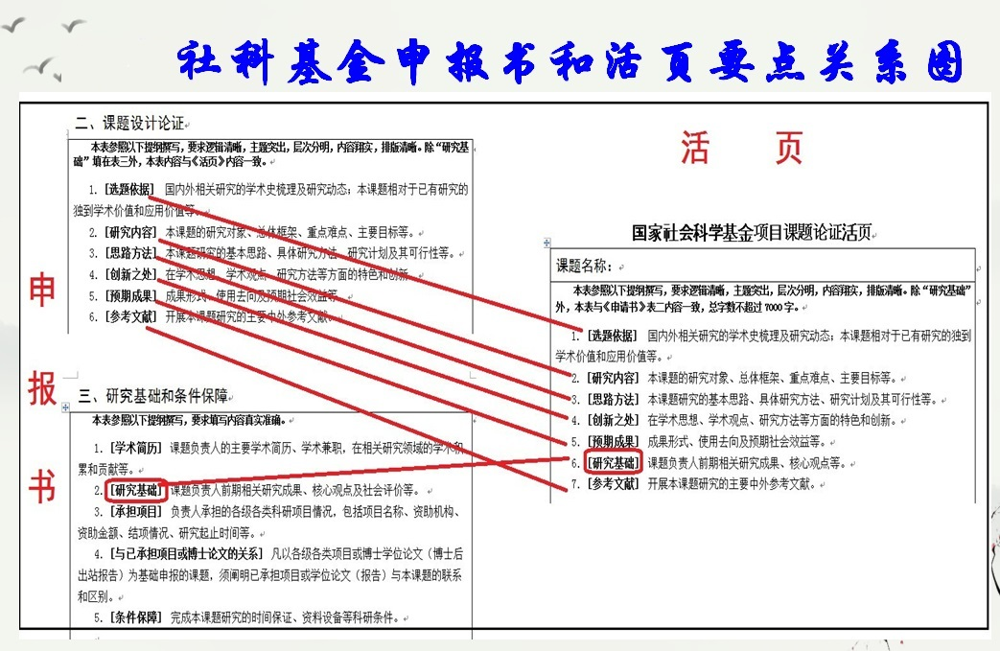 社科基金申报书和活页要点关系图
申
报
书
二、课题设计论证
本表参照以下提纲撰写，要求逻辑清晰，主题突出，层次分明，内容翔实，排版清晰。除“研究基
础”填在表三外，本表内容与《活页》内容一致。
1. [选题依据] 国内外相关研究的学术史梳理及研究动态；本课题相对于已有研究的
独到学术价值和应用价值等。
2. [研究内容] 本课题的研究对象、总体框架、重点难点、主要目标等。
3. [思路方法] 本课题研究的基本思路、具体研究方法、研究计划及其可行性等。
4. [创新之处] 在学术思想、学术观点、研究方法等方面的特色和创新。
5. [预期成果] 成果形式、使用去向及预期社会效益等。
6. [参考文献] 开展本课题研究的主要中外参考文献。
三、研究基础和条件保障
本表参照以下提纲撰写，要求填写内容真实准确。
1. [学术简历] 课题负责人的主要学术简历、学术兼职，在相关研究领域的学术积
累和贡献等。
2. [研究基础] 课题负责人前期相关研究成果、核心观点及社会评价等。
3. [承担项目] 负责人承担的各级各类科研项目情况，包括项目名称、资助机构、
资助金额、结项情况、研究起止时间等。
4. [与已承担项目或博士论文的关系] 凡以各级各类项目或博士学位论文（博士后
出站报告）为基础申报的课题，须阐明已承担项目或学位论文（报告）与本课题的联系
和区别。
5. [条件保障] 完成本课题研究的时间保证、资料设备等科研条件。
活 页
国家社会科学基金项目课题论证活页
课题名称：
本表参照以下提纲撰写，要求逻辑清晰，主题突出，层次分明，内容翔实，排版清晰。除“研究基础”
外，本表与《申请书》表二内容一致，总字数不超过 7000 字。
1. [选题依据] 国内外相关研究的学术史梳理及研究动态；本课题相对于已有研究的独到
学术价值和应用价值等。
2. [研究内容] 本课题的研究对象、总体框架、重点难点、主要目标等。
3. [思路方法] 本课题研究的基本思路、具体研究方法、研究计划及其可行性等。
4. [创新之处] 在学术思想、学术观点、研究方法等方面的特色和创新。
5. [预期成果] 成果形式、使用去向及预期社会效益等。
6. [研究基础] 课题负责人前期相关研究成果、核心观点等。
7. [参考文献] 开展本课题研究的主要中外参考文献。